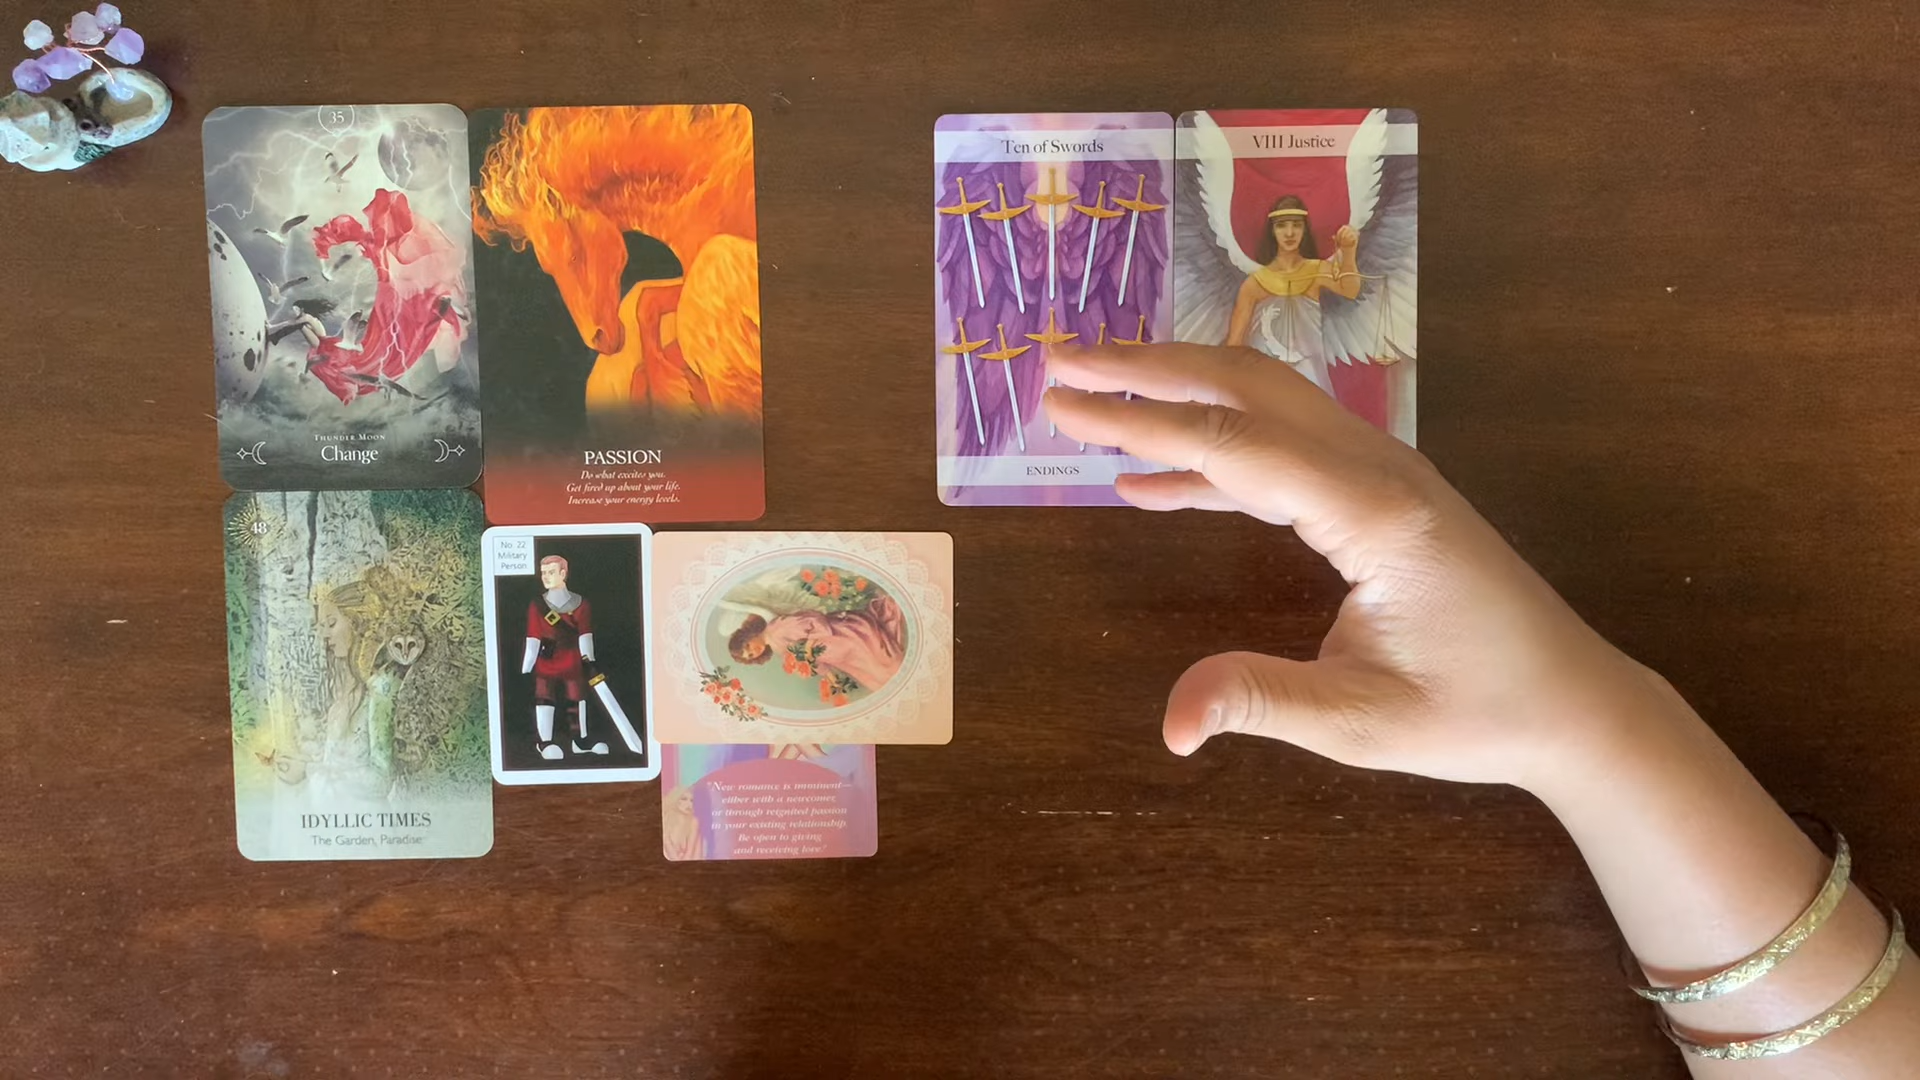 35
THUNDER MOON
Change
PASSION
Do what excites you.
Get fired up about your life.
Increase your energy levels.
Ten of Swords
ENDINGS
VIII Justice
48
IDYLLIC TIMES
The Garden, Paradise
No. 22
Military
Person
"New romance is imminent—
either with a newcomer,
or through reignited passion
in your existing relationship.
Be open to giving
and receiving love."